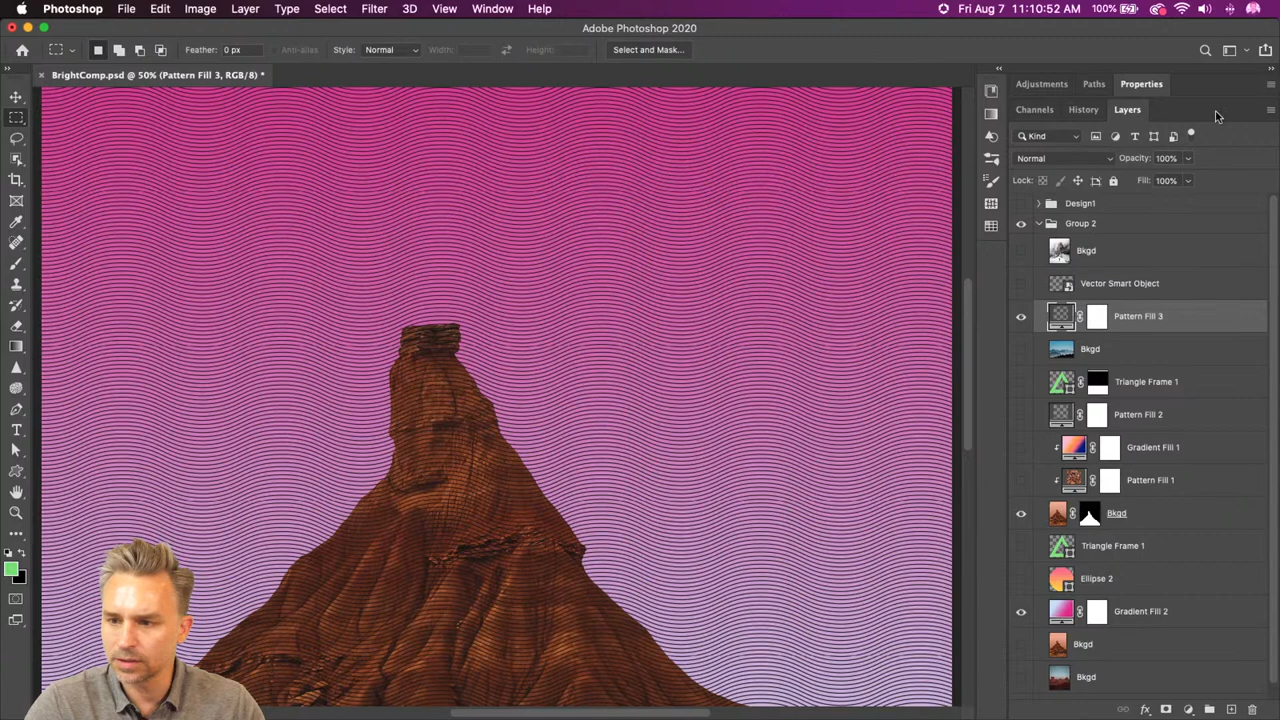 Photoshop File Edit Image Layer Type Select Filter 3D View Window Help 100% Fri Aug 7 11:10:52 AM
Adobe Photoshop 2020
Feather: 0 px Anti-alias Style: Normal Width: Height: Select and Mask...
BrightComp.psd @ 50% (Pattern Fill 3, RGB/8) *
Adjustments Paths Properties
Channels History Layers
Kind
Normal Opacity: 100%
Lock: Fill: 100%
Design1
Group 2
Bkgd
Vector Smart Object
Pattern Fill 3
Bkgd
Triangle Frame 1
Pattern Fill 2
Gradient Fill 1
Pattern Fill 1
Bkgd
Triangle Frame 1
Ellipse 2
Gradient Fill 2
Bkgd
Bkgd